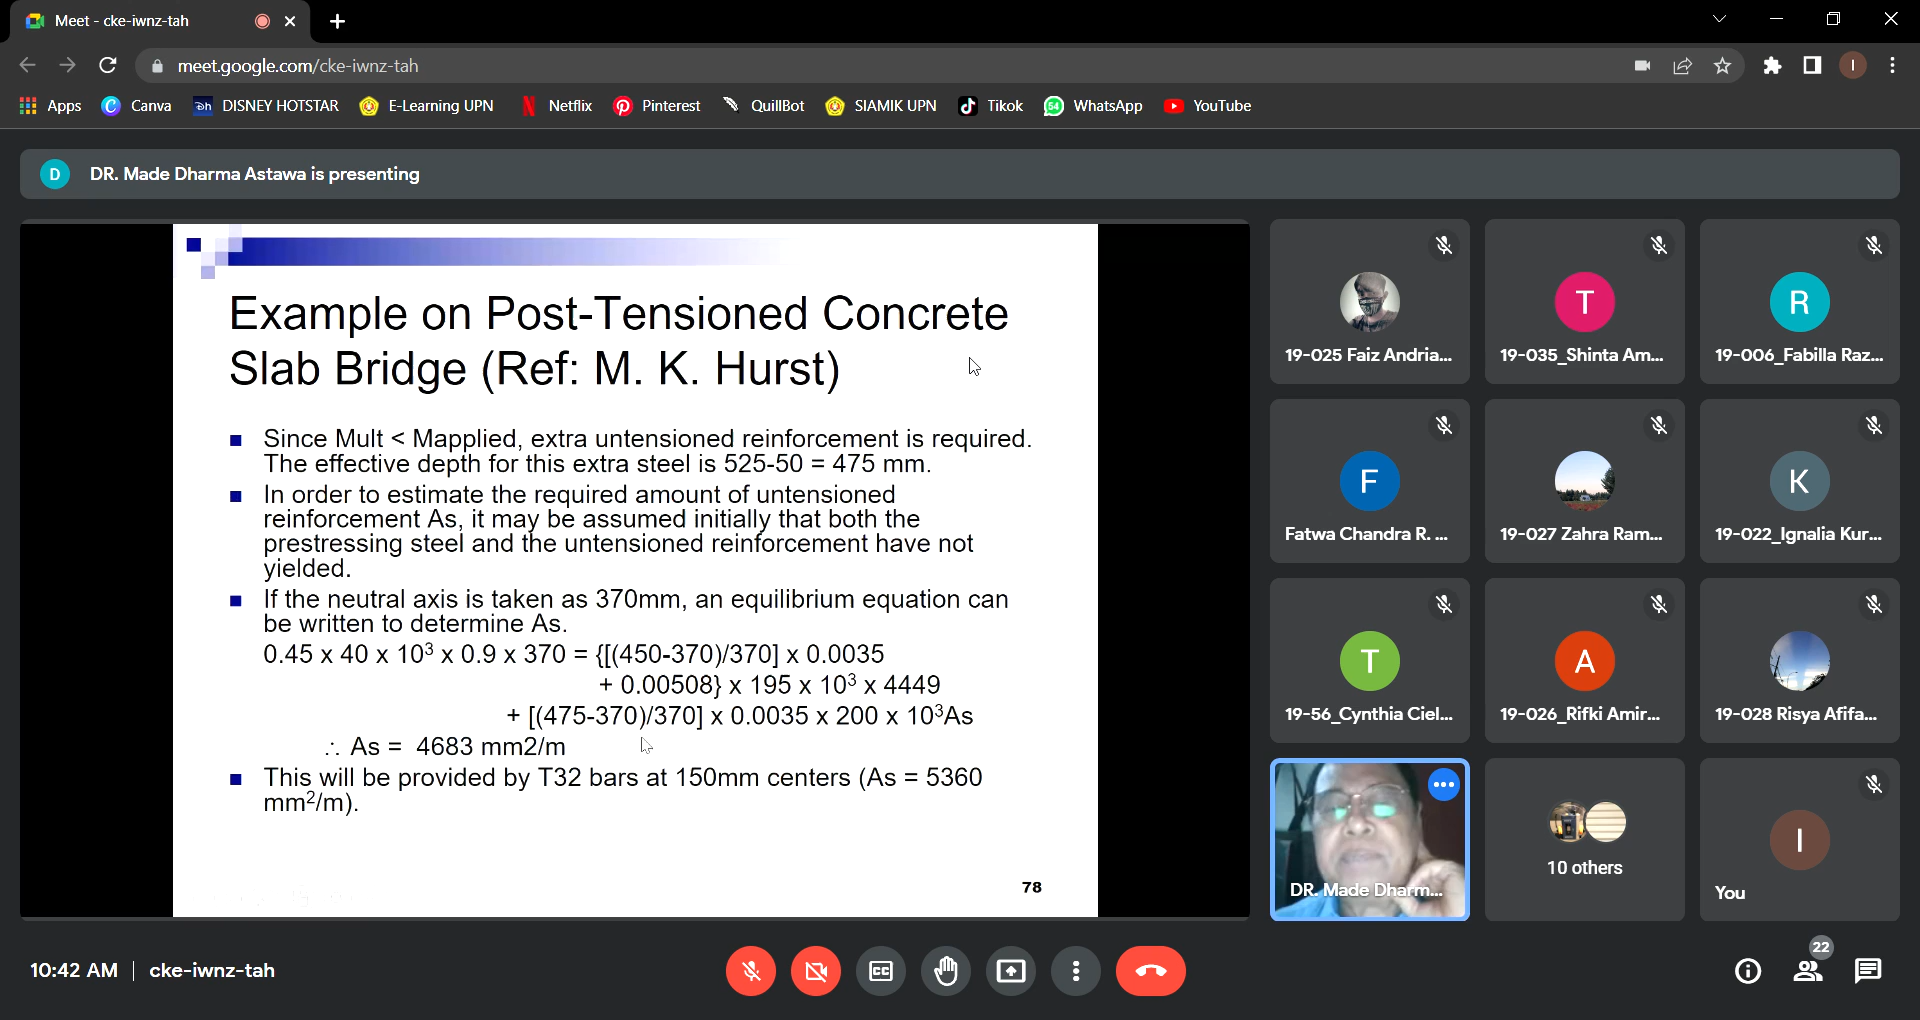 Meet - cke-iwnz-tah
meet.google.com/cke-iwnz-tah
I
Apps
Canva
DISNEY HOTSTAR
E-Learning UPN
Netflix
Pinterest
QuillBot
SIAMIK UPN
Tikok
WhatsApp
YouTube
D
DR. Made Dharma Astawa is presenting
Example on Post-Tensioned Concrete
Slab Bridge (Ref: M. K. Hurst)
Since Mult < Mapplied, extra untensioned reinforcement is required.
The effective depth for this extra steel is 525-50 = 475 mm.
In order to estimate the required amount of untensioned
reinforcement As, it may be assumed initially that both the
prestressing steel and the untensioned reinforcement have not
yielded.
If the neutral axis is taken as 370mm, an equilibrium equation can
be written to determine As.
0.45 x 40 x 10³ x 0.9 x 370 = {[(450-370)/370] x 0.0035
+ 0.00508} x 195 x 10³ x 4449
+ [(475-370)/370] x 0.0035 x 200 x 10³As
∴ As = 4683 mm2/m
This will be provided by T32 bars at 150mm centers (As = 5360
mm²/m).
78
19-025 Faiz Andria...
T
19-035_Shinta Am...
R
19-006_Fabilla Raz...
F
Fatwa Chandra R. ...
19-027 Zahra Ram...
K
19-022_Ignalia Kur...
T
19-56_Cynthia Ciel...
A
19-026_Rifki Amir...
19-028 Risya Afifa...
DR. Made Dharm...
10 others
I
You
10:42 AM | cke-iwnz-tah
CC
22